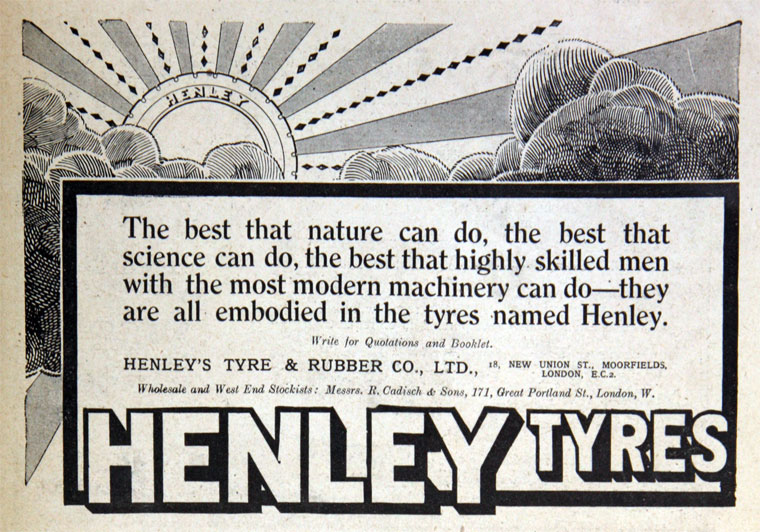 HENLEY
The best that nature can do, the best that
science can do, the best that highly skilled men
with the most modern machinery can do—they
are all embodied in the tyres named Henley.
Write for Quotations and Booklet.
HENLEY'S TYRE & RUBBER CO., LTD., 18, NEW UNION ST., MOORFIELDS,
LONDON, E.C.2.
Wholesale and West End Stockists: Messrs. R. Cadisch & Sons, 171, Great Portland St., London, W.
HENLEY TYRES